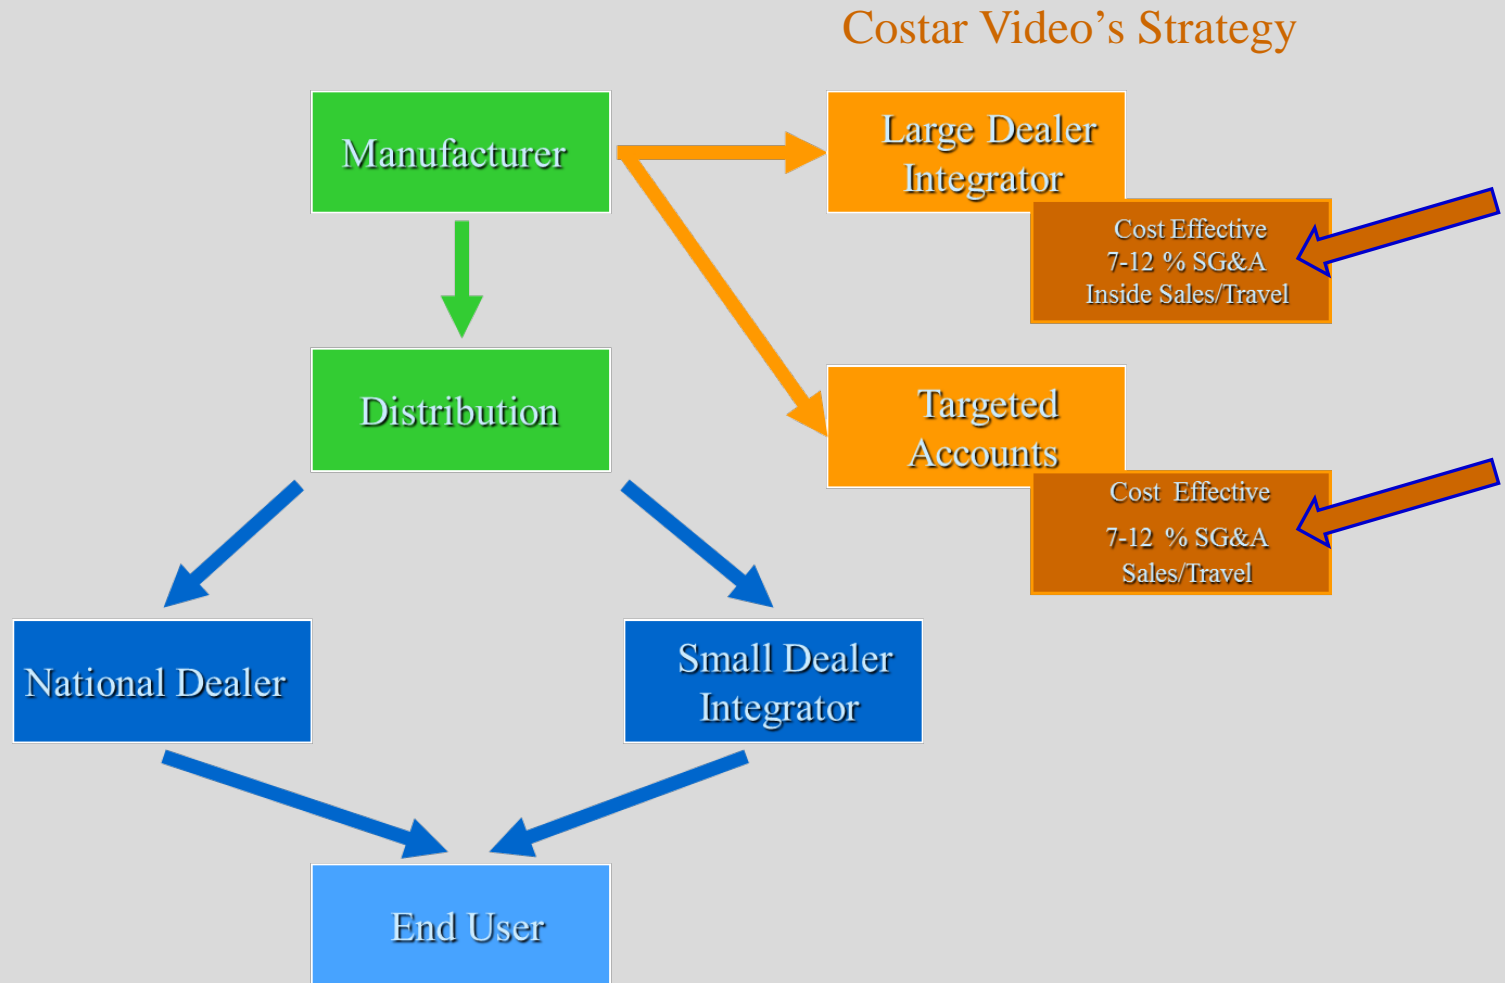 Costar Video’s Strategy
Manufacturer
Large Dealer
Integrator
Cost Effective
7-12 % SG&A
Inside Sales/Travel
Distribution
Targeted
Accounts
Cost Effective
7-12 % SG&A
Sales/Travel
National Dealer
Small Dealer
Integrator
End User